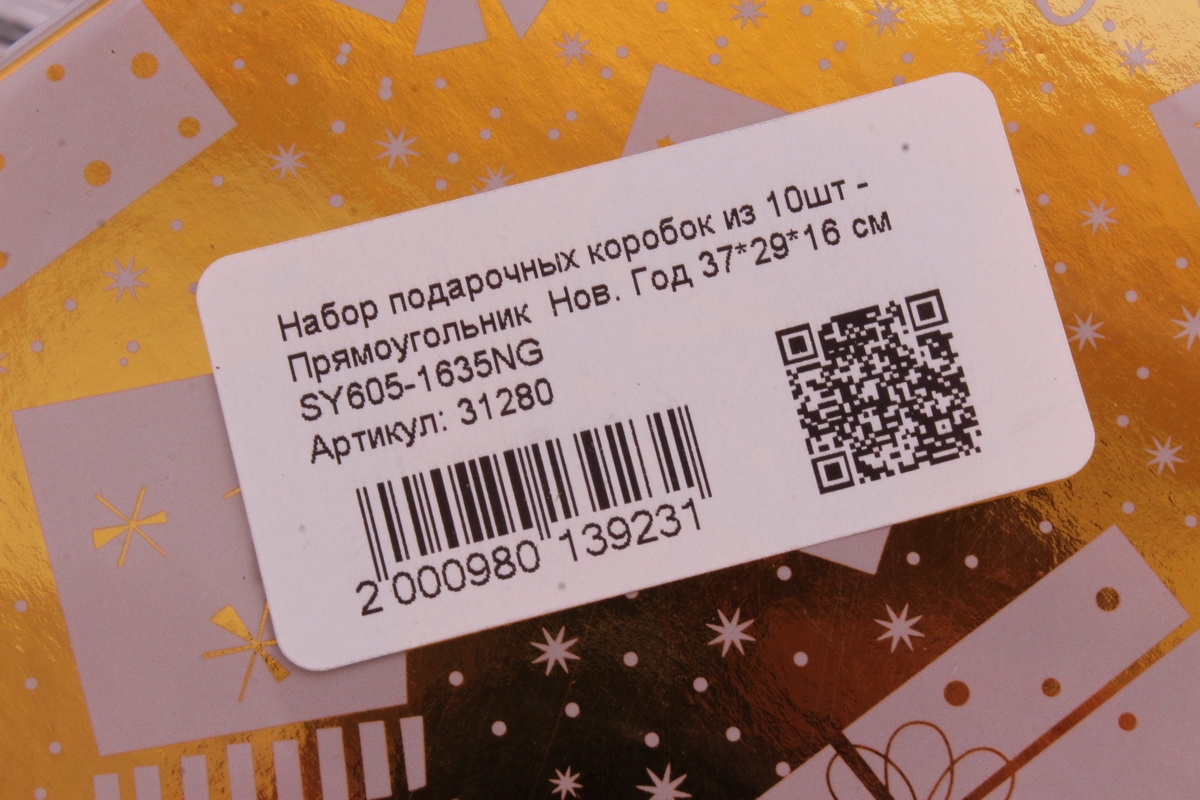 Набор подарочных коробок из 10шт -
Прямоугольник Нов. Год 37*29*16 см
SY605-1635NG
Артикул: 31280
2 000980 139231